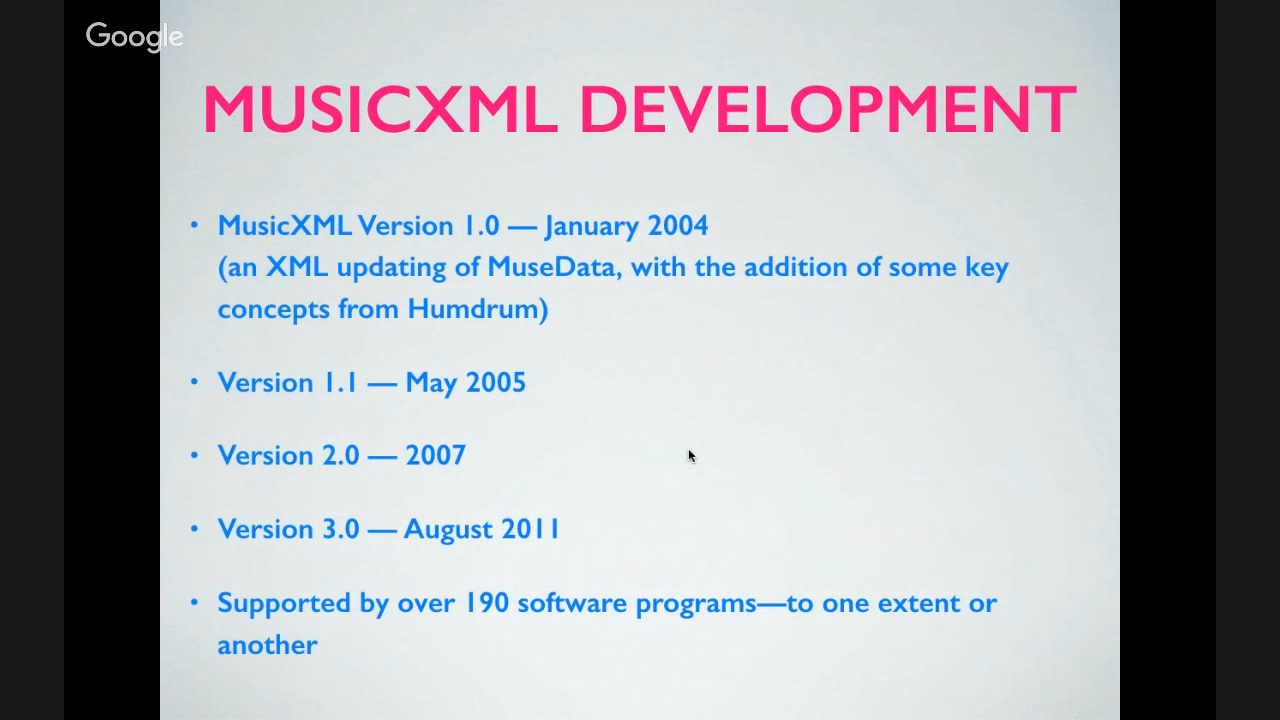 Google
MUSICXML DEVELOPMENT
• MusicXML Version 1.0 — January 2004
(an XML updating of MuseData, with the addition of some key
concepts from Humdrum)
• Version 1.1 — May 2005
• Version 2.0 — 2007
• Version 3.0 — August 2011
• Supported by over 190 software programs—to one extent or
another